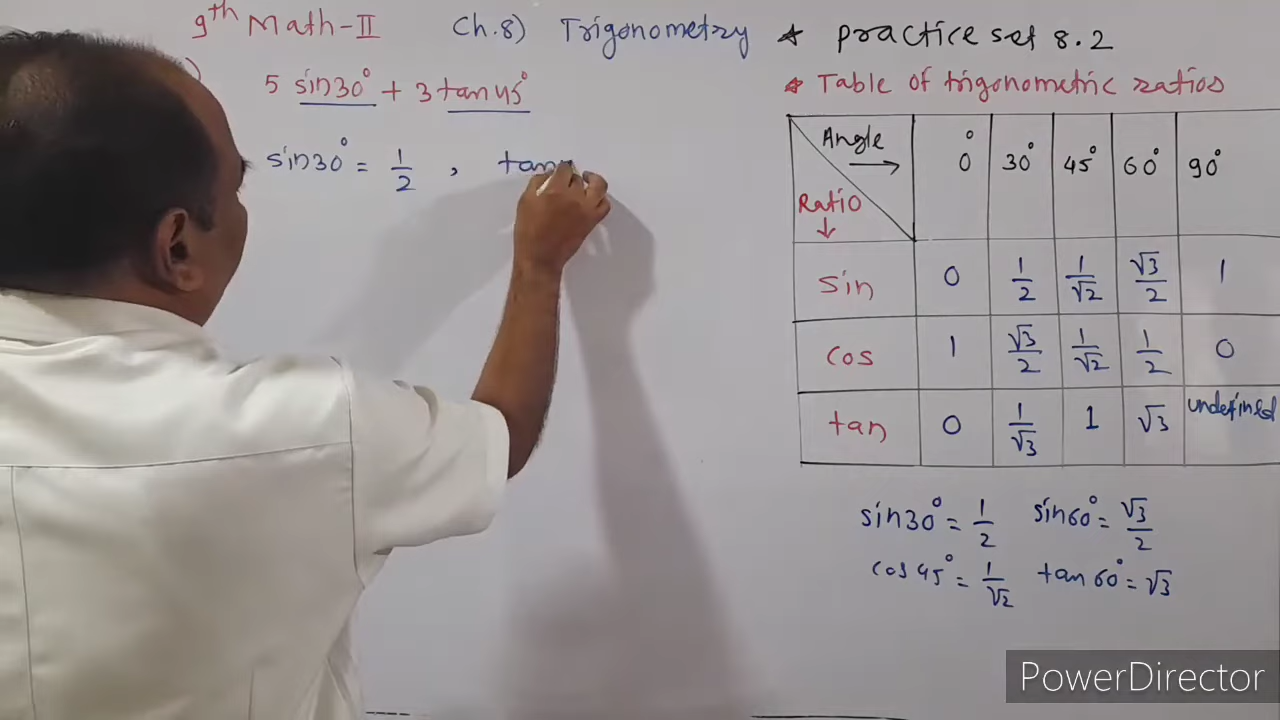 9th Math-II Ch.8) Trigonometry * practice set 8.2
5 sin30° + 3 tan45°
sin30° = 1/2 , tan
* Table of trigonometric ratios
Angle → Ratio ↓ 0° 30° 45° 60° 90°
sin 0 1/2 1/√2 √3/2 1
cos 1 √3/2 1/√2 1/2 0
tan 0 1/√3 1 √3 undefined
sin30° = 1/2 sin60° = √3/2
cos45° = 1/√2 tan60° = √3
PowerDirector